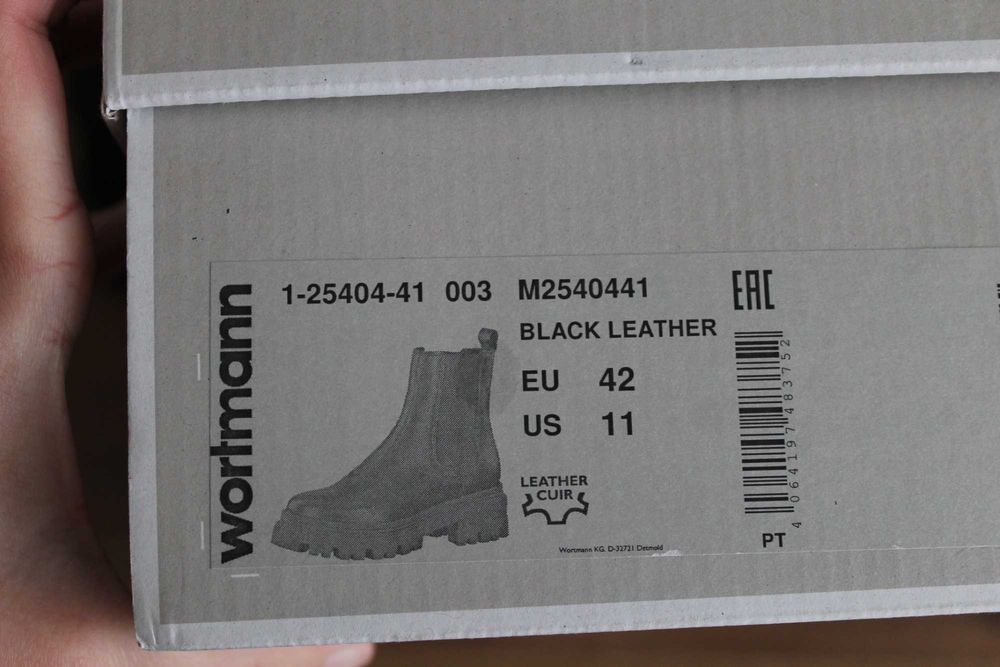 wortmann
1-25404-41 003 M2540441
BLACK LEATHER
EU 42
US 11
LEATHER
CUIR
Wortmann KG. D-32721 Detmold
EAC
4 064197 483752
PT